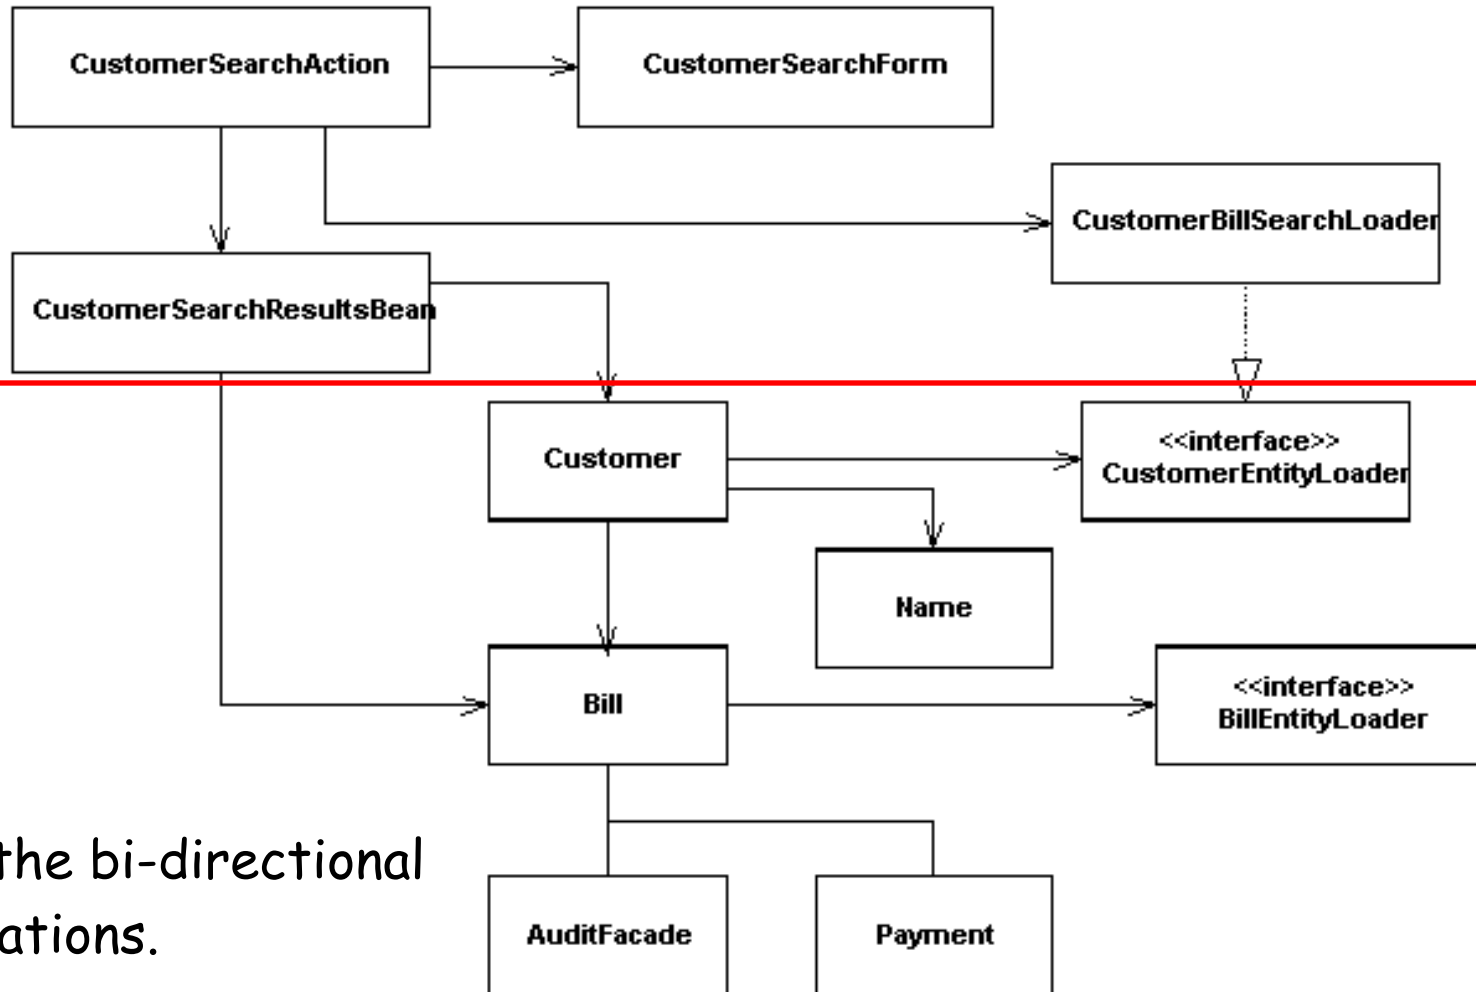 CustomerSearchAction
CustomerSearchForm
CustomerBillSearchLoader
CustomerSearchResultsBean
Customer
<<interface>>
CustomerEntityLoader
Name
Bill
<<interface>>
BillEntityLoader
the bi-directional
ations.
AuditFacade
Payment